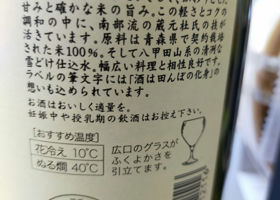 甘みと確かな米の旨み。この軽さとコクの
調和の中に、南部流の蔵元杜氏の技が
活きています。原料は青森県で契約栽培
された米100%。そして八甲田山系の清冽な
雪どけ仕込水。幅広い料理と相性良好です。
ラベルの筆文字には「酒は田んぼの化身」の
想いも込められています。
お酒はおいしく適量を。
妊娠中や授乳期の飲酒はお控え下さい。
[おすすめ温度]
花冷え 10℃
ぬる燗 40℃
広口のグラスが
ふくよかさを
引立てます。